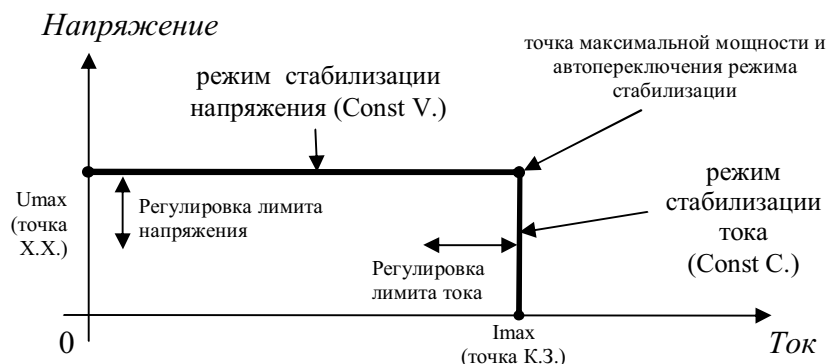 Напряжение
точка максимальной мощности и
автопереключения режима
стабилизации
режим стабилизации
напряжения (Const V.)
Umax
(точка
Х.Х.)
Регулировка лимита
напряжения
режим
стабилизации
тока
(Const C.)
Регулировка
лимита тока
0
Imax
(точка К.З.)
Ток